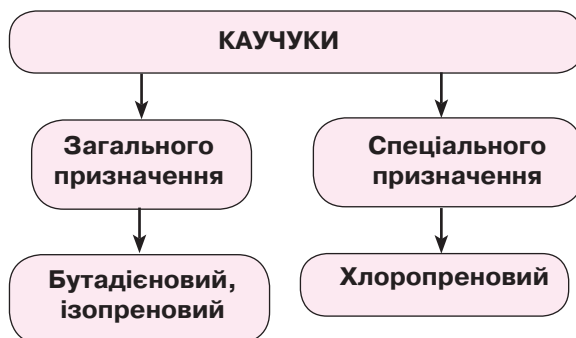 КАУЧУКИ
Загального
призначення
Спеціального
призначення
Бутадієновий,
ізопреновий
Хлоропреновий